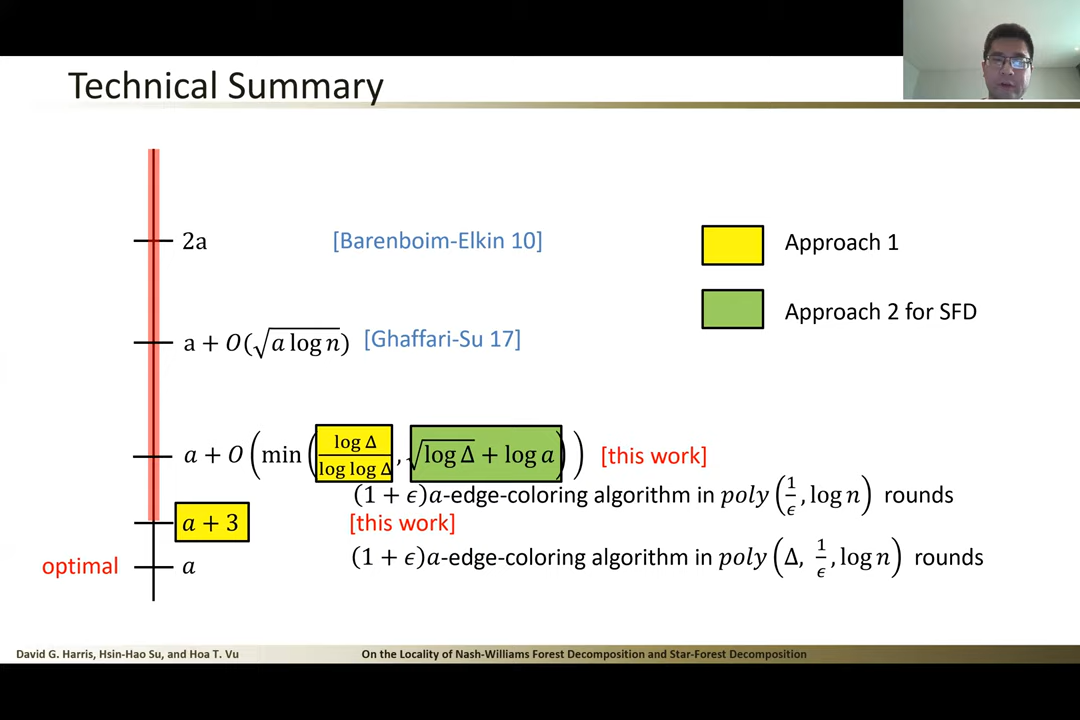 Technical Summary
2a [Barenboim-Elkin 10]
Approach 1
a + O(√(a log n)) [Ghaffari-Su 17]
Approach 2 for SFD
a + O(min(log Δ / log log Δ, √(log Δ) + log a)) [this work]
(1 + ϵ)a-edge-coloring algorithm in poly(1/ϵ, log n) rounds
a + 3 [this work]
optimal a (1 + ϵ)a-edge-coloring algorithm in poly(Δ, 1/ϵ, log n) rounds
David G. Harris, Hsin-Hao Su, and Hoa T. Vu On the Locality of Nash-Williams Forest Decomposition and Star-Forest Decomposition